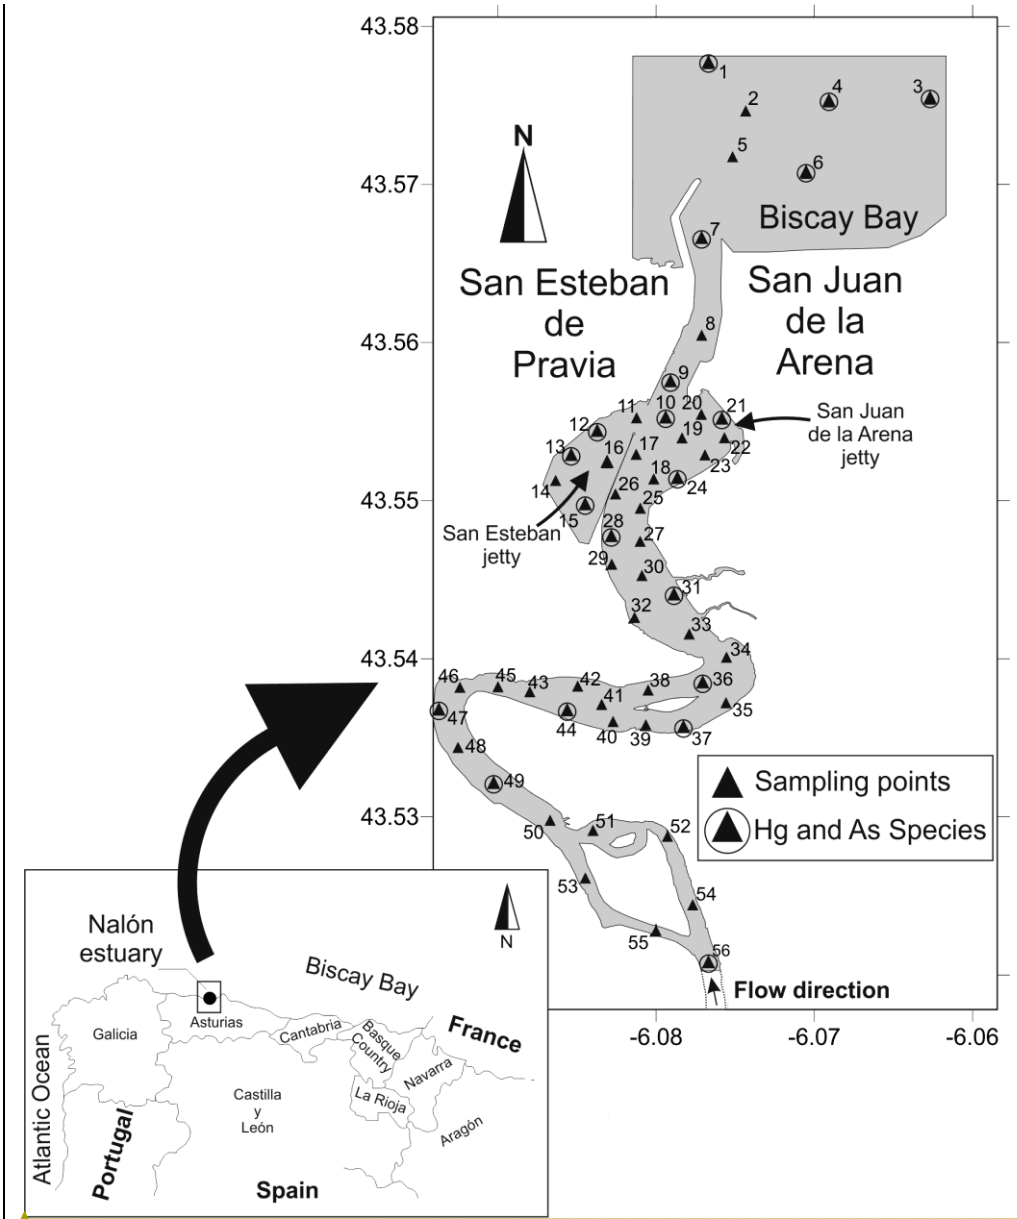 43.58
1
2
4
3
5
6
N
43.57
Biscay Bay
7
San Esteban
de
Pravia
San Juan
de la
Arena
8
43.56
9
10
11
20
21
12
San Juan
de la Arena
jetty
19
22
13
16
17
23
18
24
14
26
25
43.55
15
28
San Esteban
jetty
27
29
30
31
32
33
34
43.54
46
45
43
42
41
38
36
35
47
44
40
39
37
48
49
Sampling points
Hg and As Species
43.53
50
51
52
53
54
55
56
Flow direction
-6.08
-6.07
-6.06
Nalón
estuary
N
Biscay Bay
Galicia
Asturias
Cantabria
Basque
Country
France
Navarra
La Rioja
Aragón
Castilla
y
León
Atlantic Ocean
Portugal
Spain